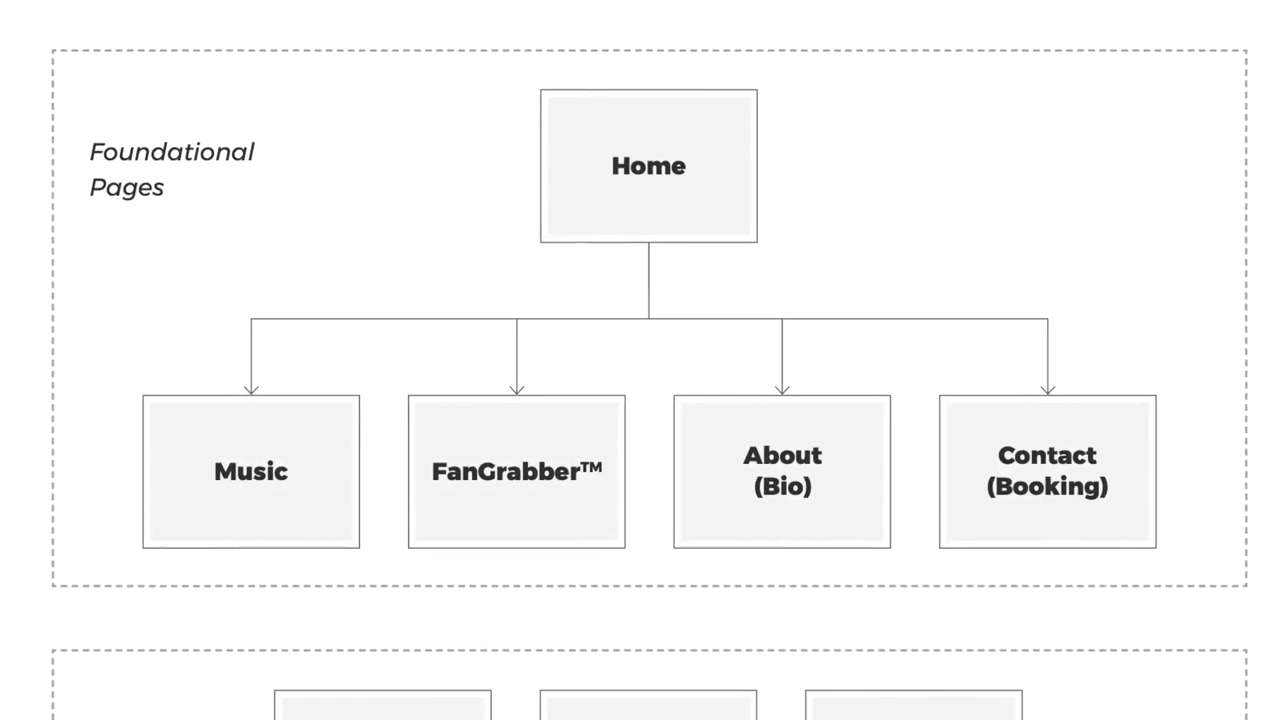 Foundational
Pages
Home
Music
FanGrabber™
About
(Bio)
Contact
(Booking)